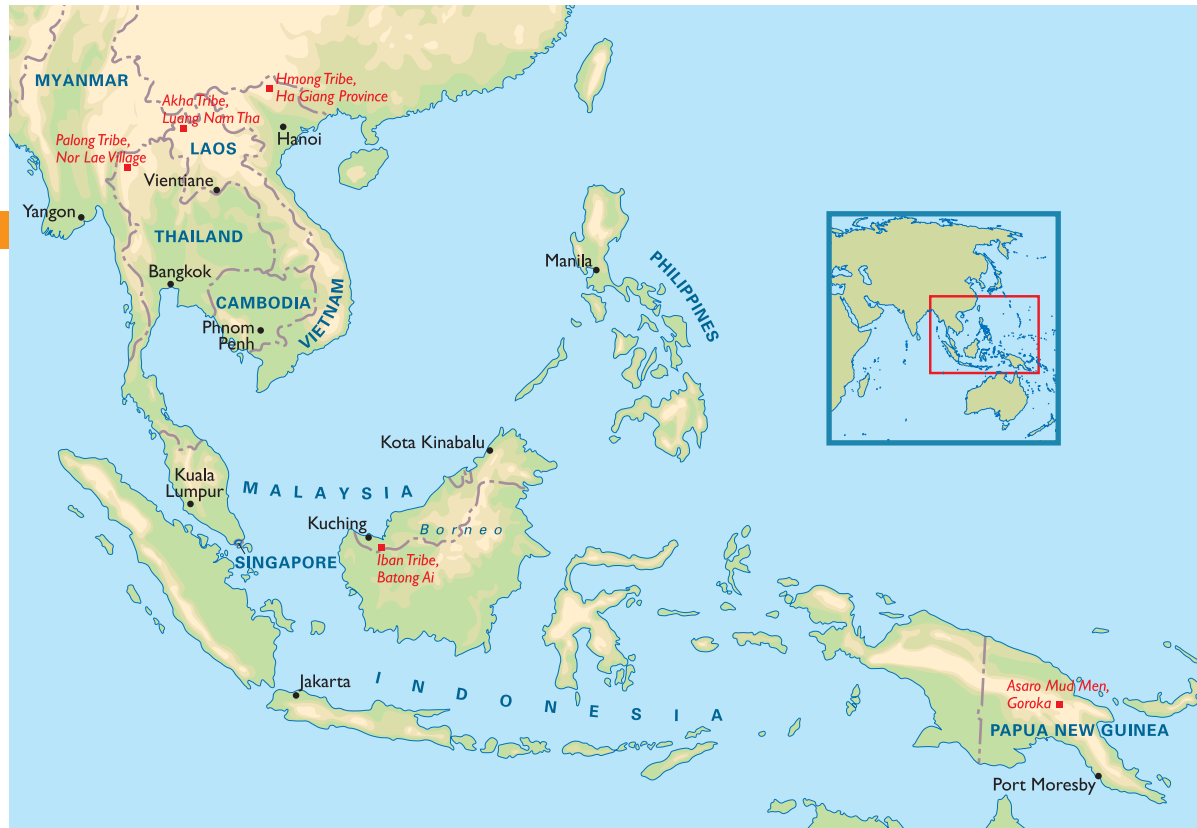 MYANMAR
Hmong Tribe,
Ha Giang Province
Akha Tribe,
Luang Nam Tha
Hanoi
Palong Tribe,
Nor Lae Village
LAOS
Vientiane
Yangon
THAILAND
Bangkok
CAMBODIA
VIETNAM
Phnom
Penh
Manila
PHILIPPINES
Kota Kinabalu
Kuala
Lumpur
MALAYSIA
Kuching
Borneo
SINGAPORE
Iban Tribe,
Batong Ai
Jakarta
INDONESIA
Asaro Mud Men,
Goroka
PAPUA NEW GUINEA
Port Moresby